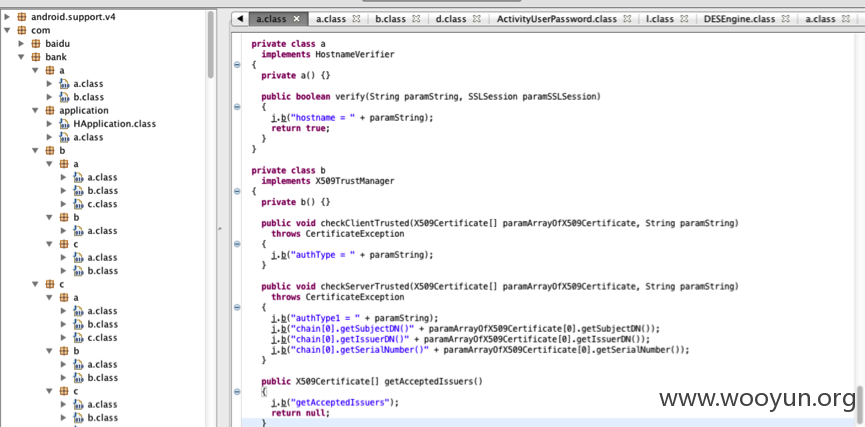 android.support.v4
com
baidu
bank
a
a.class
b.class
application
HApplication.class
a.class
b
a
a.class
b.class
c.class
b
a.class
c
a.class
b.class
c
a
a.class
b.class
c.class
b
a.class
b.class
c
a.class
b.class
a.class
a.class
b.class
d.class
ActivityUserPassword.class
l.class
DESEngine.class
a.class
private class a
implements HostnameVerifier
{
private a() {}
public boolean verify(String paramString, SSLSession paramSSLSession)
{
j.b("hostname = " + paramString);
return true;
}
}
private class b
implements X509TrustManager
{
private b() {}
public void checkClientTrusted(X509Certificate[] paramArrayOfX509Certificate, String paramString)
throws CertificateException
{
j.b("authType = " + paramString);
}
public void checkServerTrusted(X509Certificate[] paramArrayOfX509Certificate, String paramString)
throws CertificateException
{
j.b("authType1 = " + paramString);
j.b("chain[0].getSubjectDN()" + paramArrayOfX509Certificate[0].getSubjectDN());
j.b("chain[0].getIssuerDN()" + paramArrayOfX509Certificate[0].getIssuerDN());
j.b("chain[0].getSerialNumber()" + paramArrayOfX509Certificate[0].getSerialNumber());
}
public X509Certificate[] getAcceptedIssuers()
{
j.b("getAcceptedIssuers");
return null;
}
www.wooyun.org